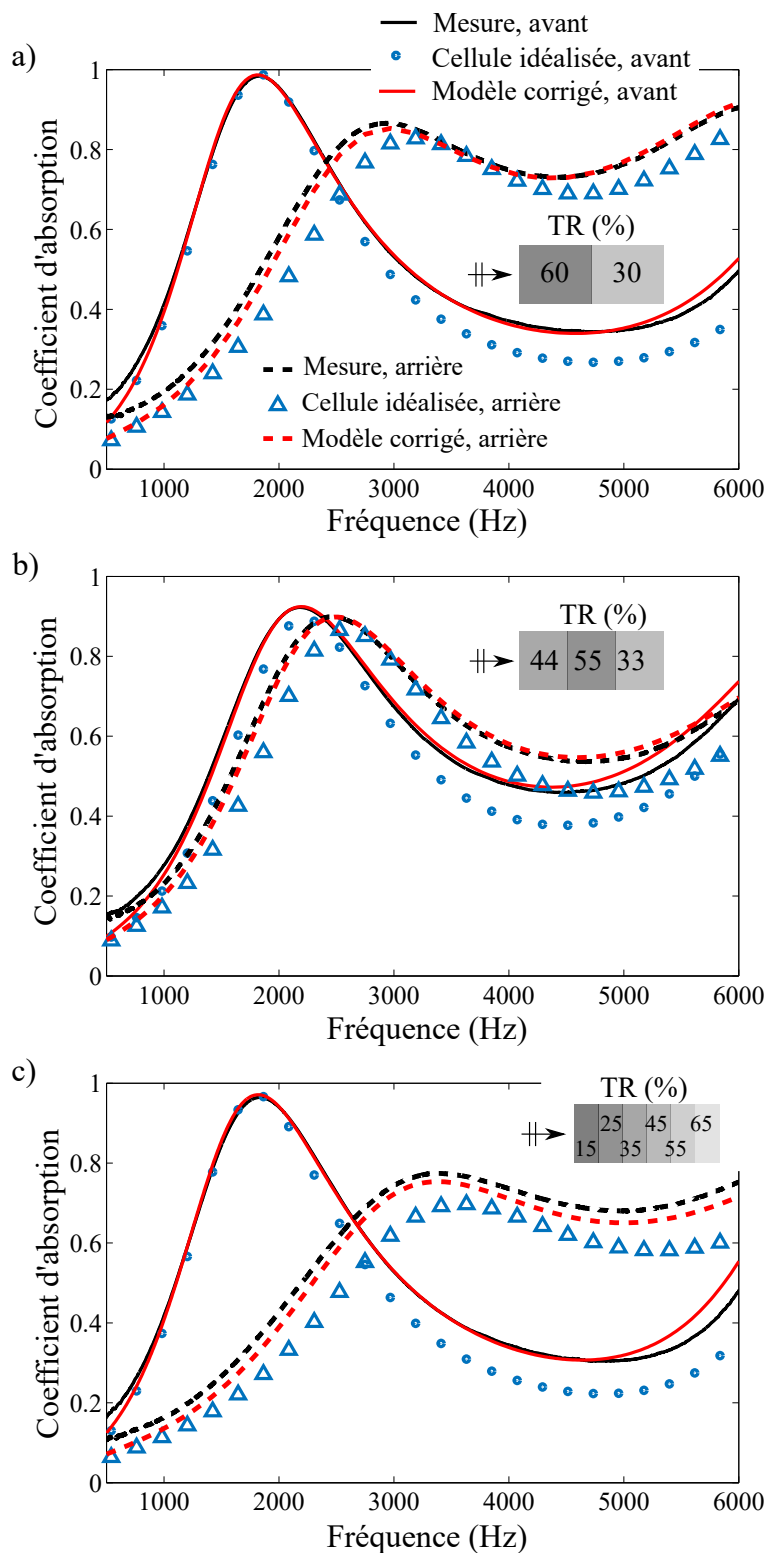 Mesure, avant
a)
Cellule idéalisée, avant
Modèle corrigé, avant
1
0.8
0.6
0.4
0.2
0
Coefficient d'absorption
TR (%)
60 30
Mesure, arrière
Cellule idéalisée, arrière
Modèle corrigé, arrière
1000 2000 3000 4000 5000 6000
Fréquence (Hz)
b)
1
0.8
0.6
0.4
0.2
0
Coefficient d'absorption
TR (%)
44 55 33
1000 2000 3000 4000 5000 6000
Fréquence (Hz)
c)
1
0.8
0.6
0.4
0.2
0
Coefficient d'absorption
TR (%)
25 45 65
15 35 55
1000 2000 3000 4000 5000 6000
Fréquence (Hz)